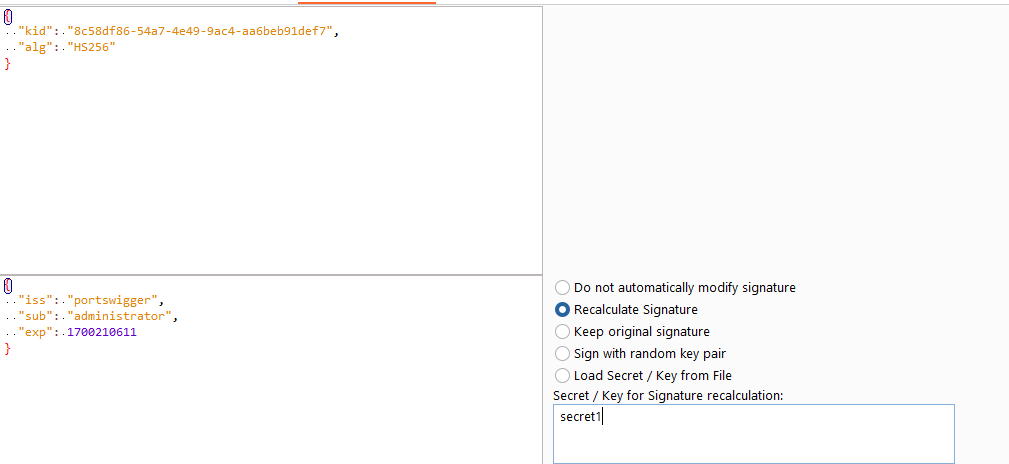 {
"kid": "8c58df86-54a7-4e49-9ac4-aa6beb91def7",
"alg": "HS256"
}
{
"iss": "portswigger",
"sub": "administrator",
"exp": 1700210611
}
Do not automatically modify signature
Recalculate Signature
Keep original signature
Sign with random key pair
Load Secret / Key from File
Secret / Key for Signature recalculation:
secret1